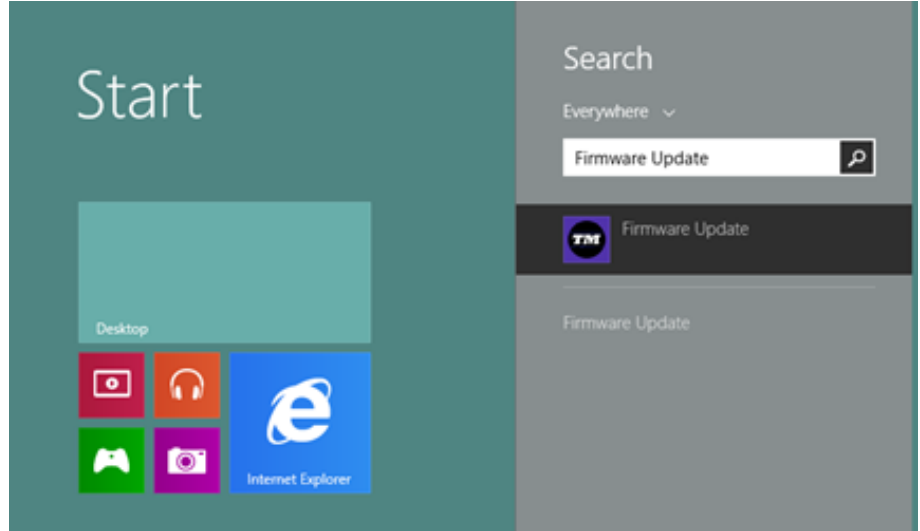 Start
Desktop
Internet Explorer
Search
Everywhere
Firmware Update
TM
Firmware Update
Firmware Update